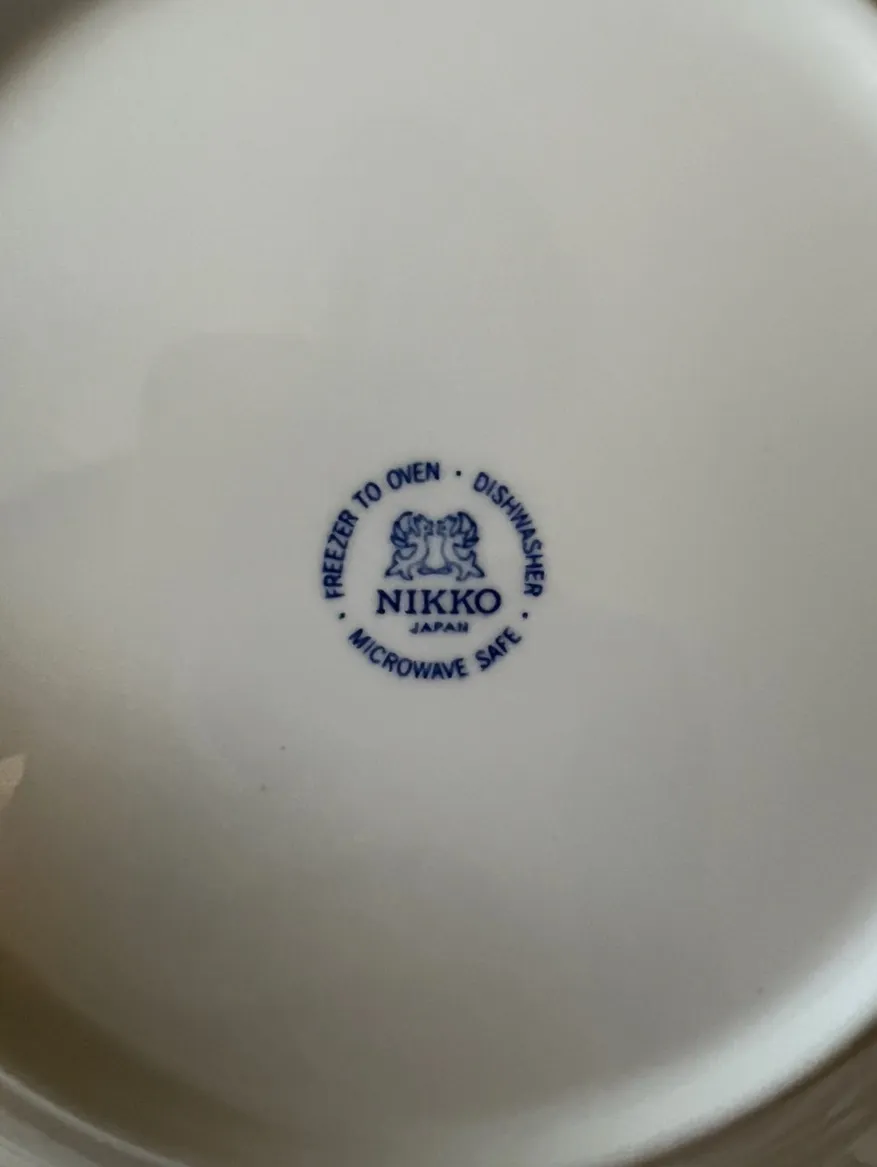 FREEZER TO OVEN · DISHWASHER ·
NIKKO
JAPAN
MICROWAVE SAFE ·